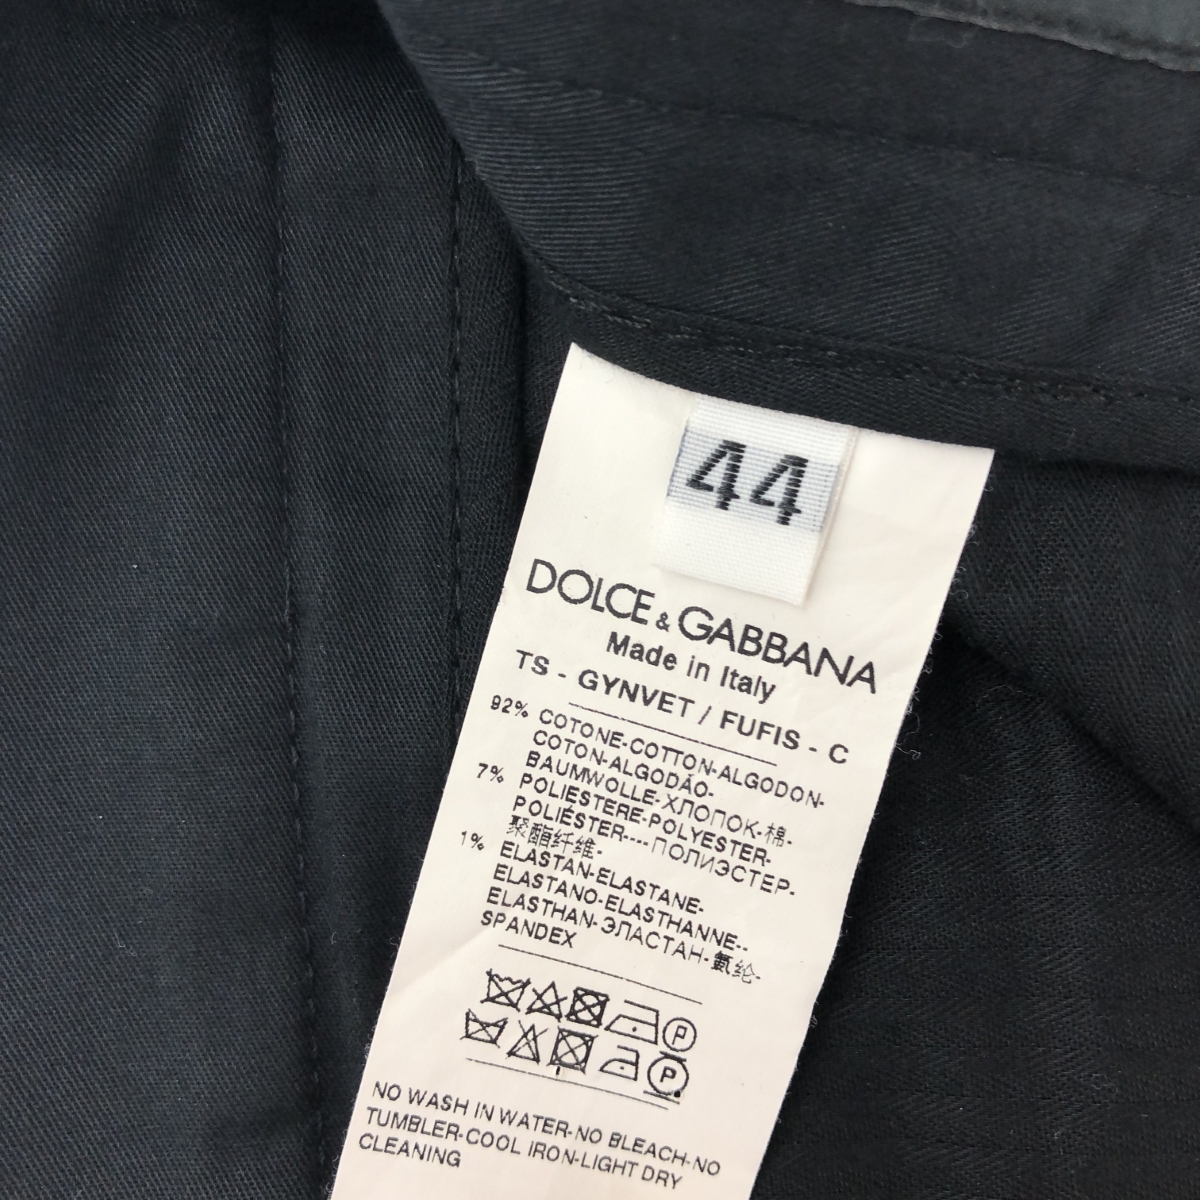 44
DOLCE & GABBANA
Made in Italy
TS - GYNVET / FUFIS - C
92% COTONE-COTTON-ALGODON-
COTON-ALGODÃO-
BAUMWOLLE-ХЛОПОК-棉-
7% POLIESTERE-POLYESTER-
POLIÉSTER----ПОЛИЭСТЕР-
聚酯纤维-
1% ELASTAN-ELASTANE-
ELASTANO-ELASTHANNE--
ELASTHAN-ЭЛАСТАН-氨纶-
SPANDEX
P
P
NO WASH IN WATER-NO BLEACH-NO
TUMBLER-COOL IRON-LIGHT DRY
CLEANING